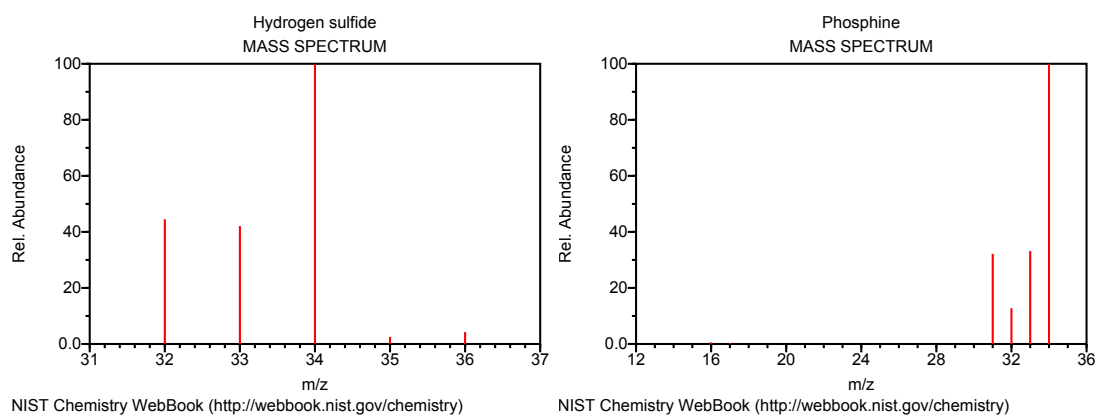 Hydrogen sulfide
MASS SPECTRUM
Rel. Abundance
100
80
60
40
20
0.0
31 32 33 34 35 36 37
m/z
NIST Chemistry WebBook (http://webbook.nist.gov/chemistry)
Phosphine
MASS SPECTRUM
Rel. Abundance
100
80
60
40
20
0.0
12 16 20 24 28 32 36
m/z
NIST Chemistry WebBook (http://webbook.nist.gov/chemistry)